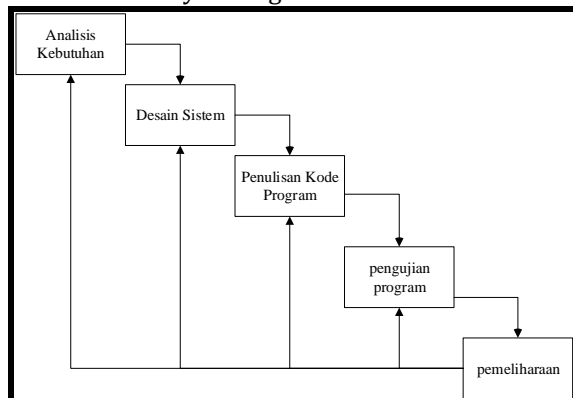 Analisis
Kebutuhan
Desain Sistem
Penulisan Kode
Program
pengujian
program
pemeliharaan